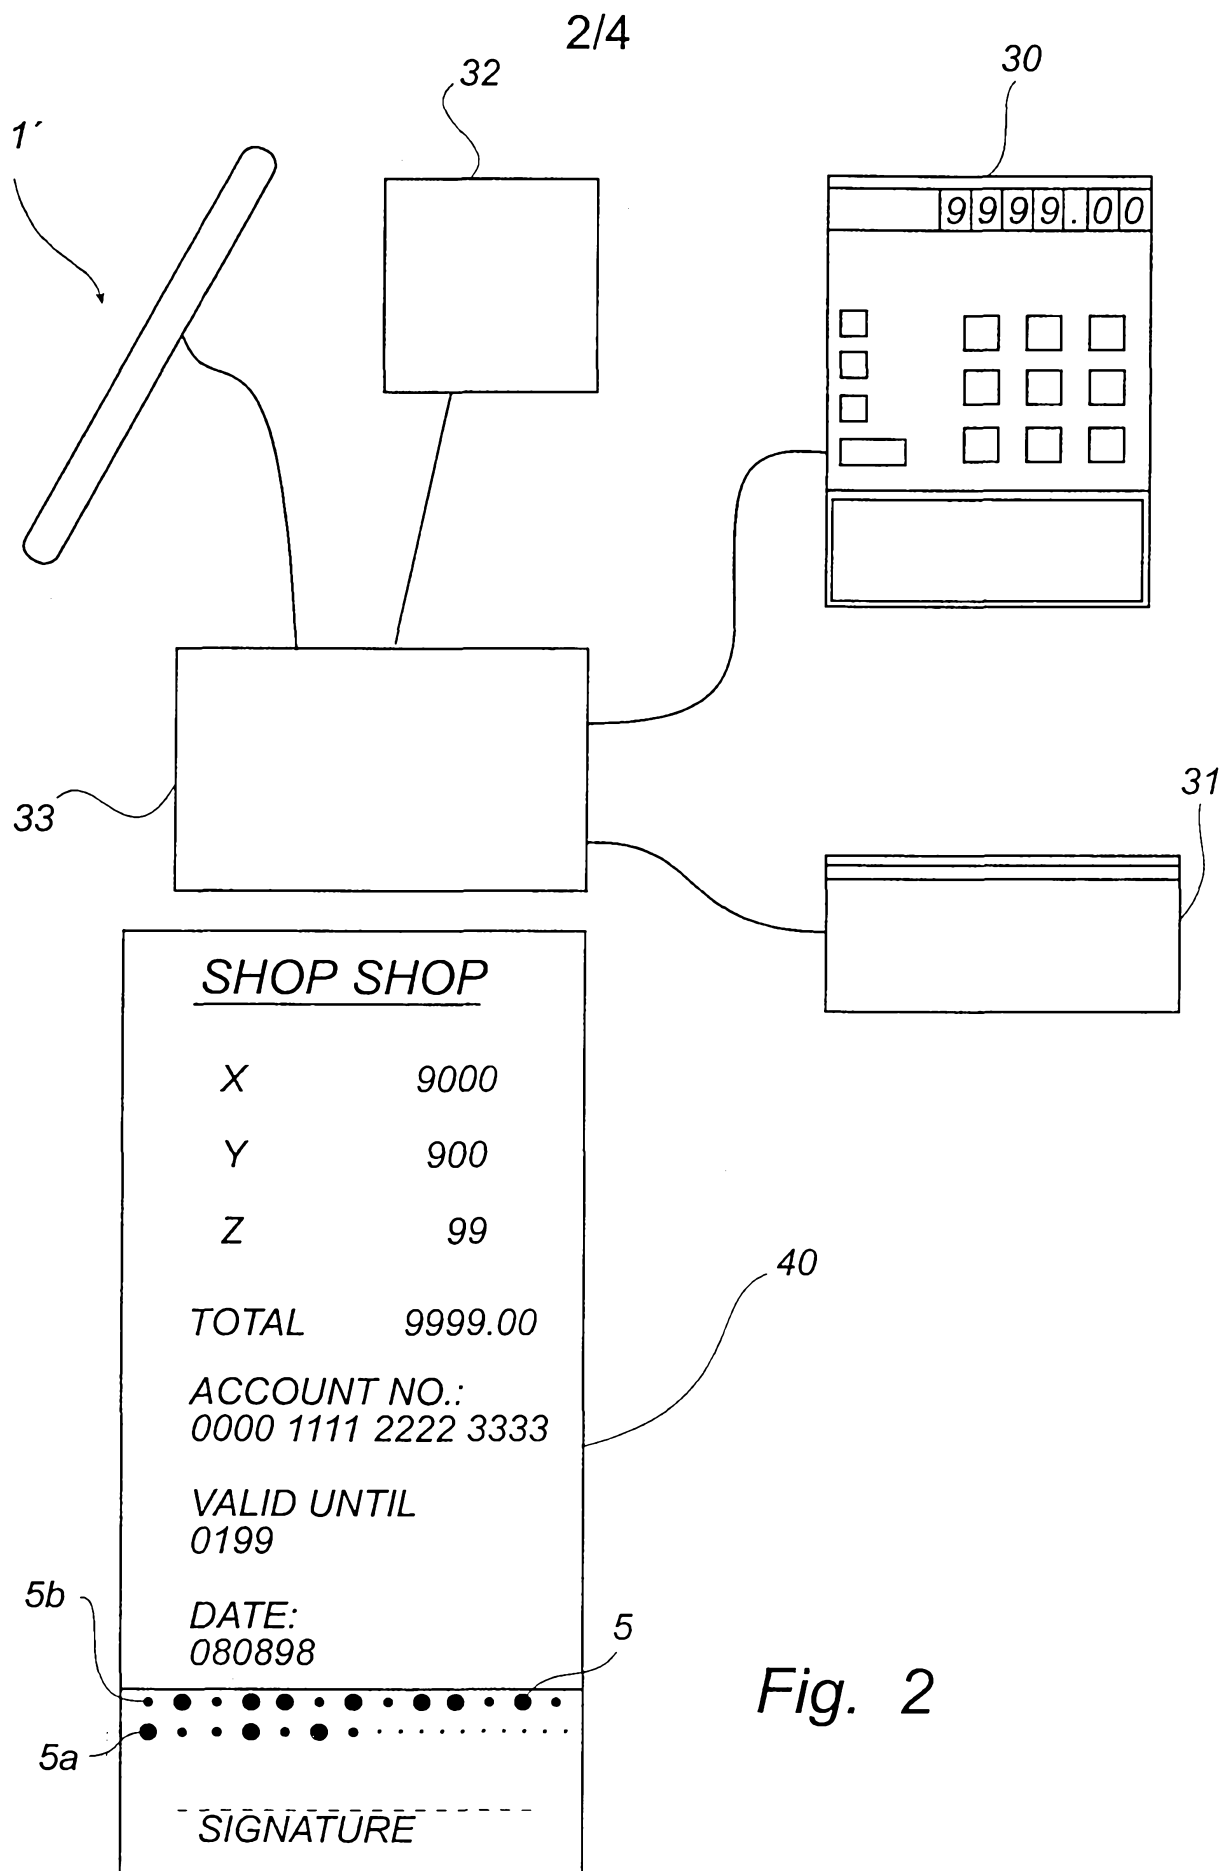 2/4
32
30
1´
9999.00
33
31
SHOP SHOP
X 9000
Y 900
Z 99
40
TOTAL 9999.00
ACCOUNT NO.:
0000 1111 2222 3333
VALID UNTIL
0199
5b
DATE:
080898
5
5a
SIGNATURE
Fig. 2